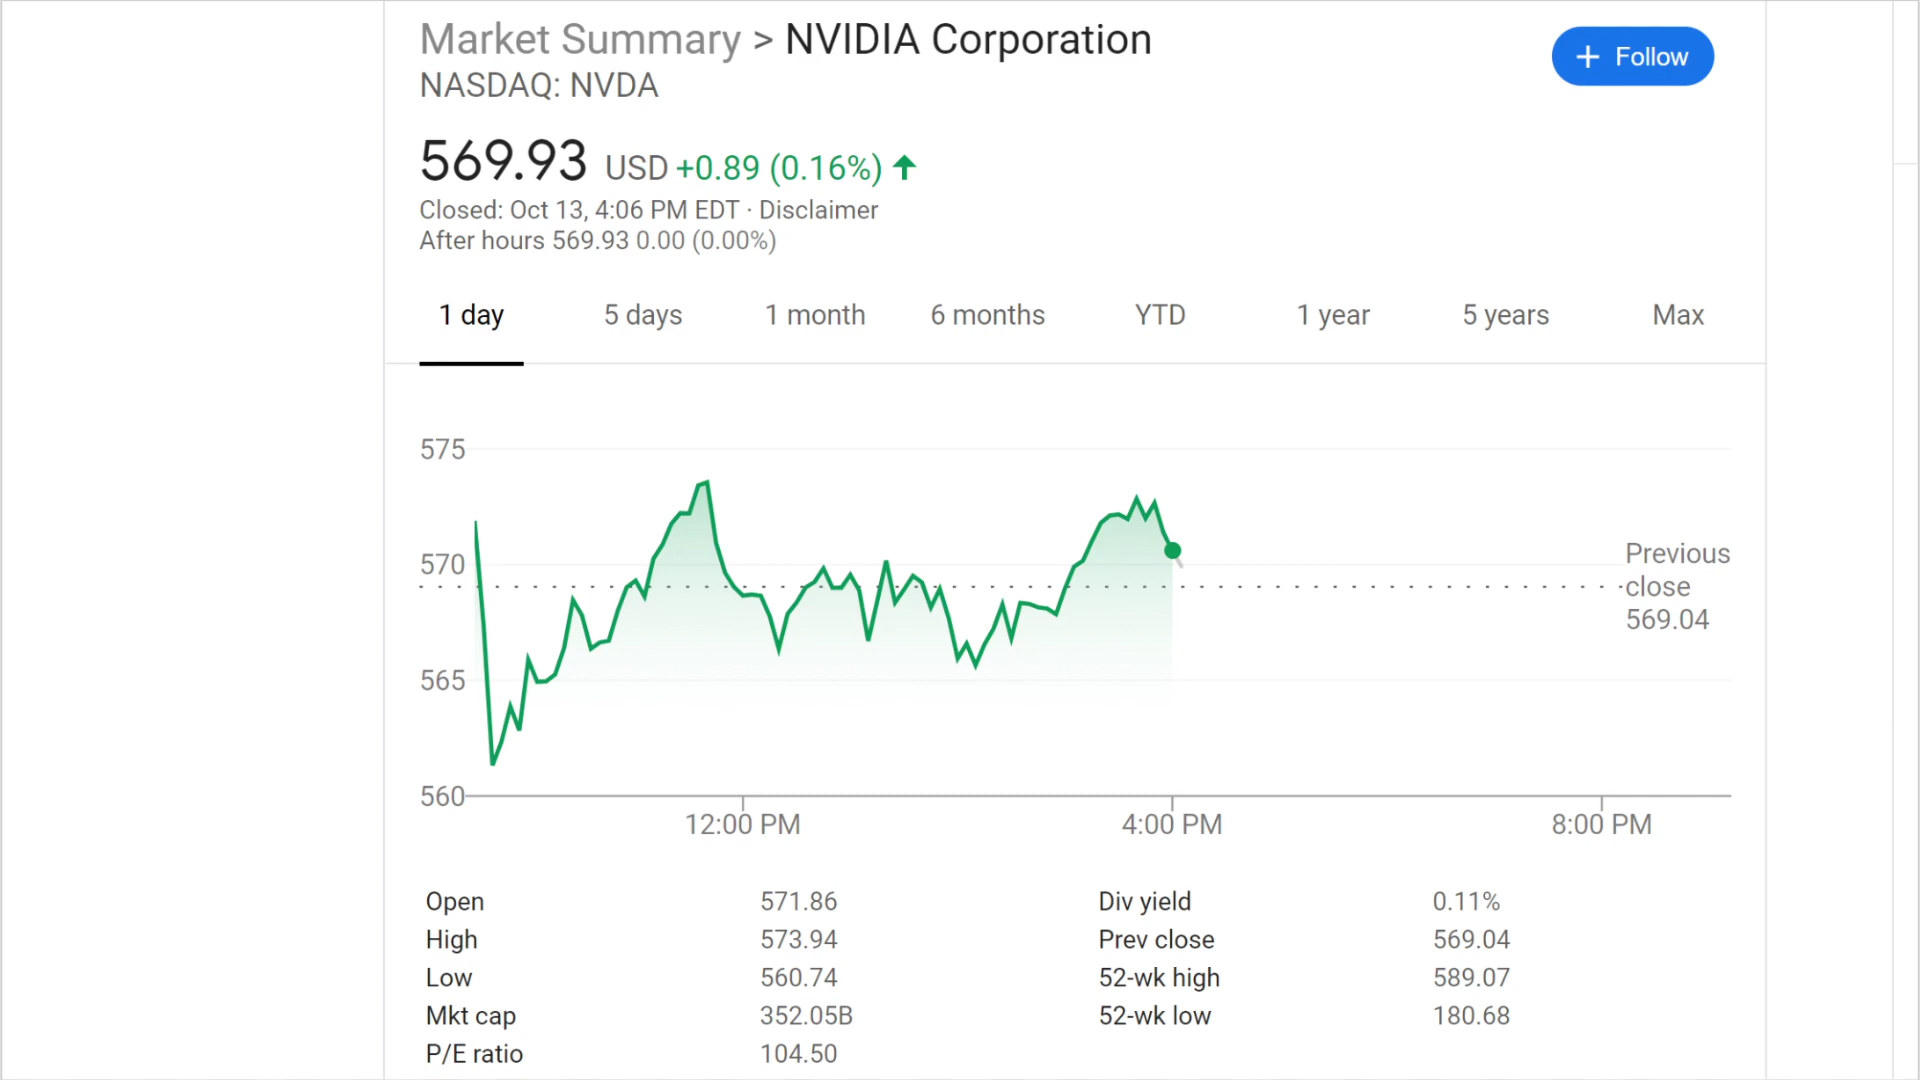 Market Summary > NVIDIA Corporation
NASDAQ: NVDA
+ Follow
569.93 USD +0.89 (0.16%)
Closed: Oct 13, 4:06 PM EDT · Disclaimer
After hours 569.93 0.00 (0.00%)
1 day 5 days 1 month 6 months YTD 1 year 5 years Max
575
570
565
560
Previous
close
569.04
12:00 PM 4:00 PM 8:00 PM
Open 571.86 Div yield 0.11%
High 573.94 Prev close 569.04
Low 560.74 52-wk high 589.07
Mkt cap 352.05B 52-wk low 180.68
P/E ratio 104.50